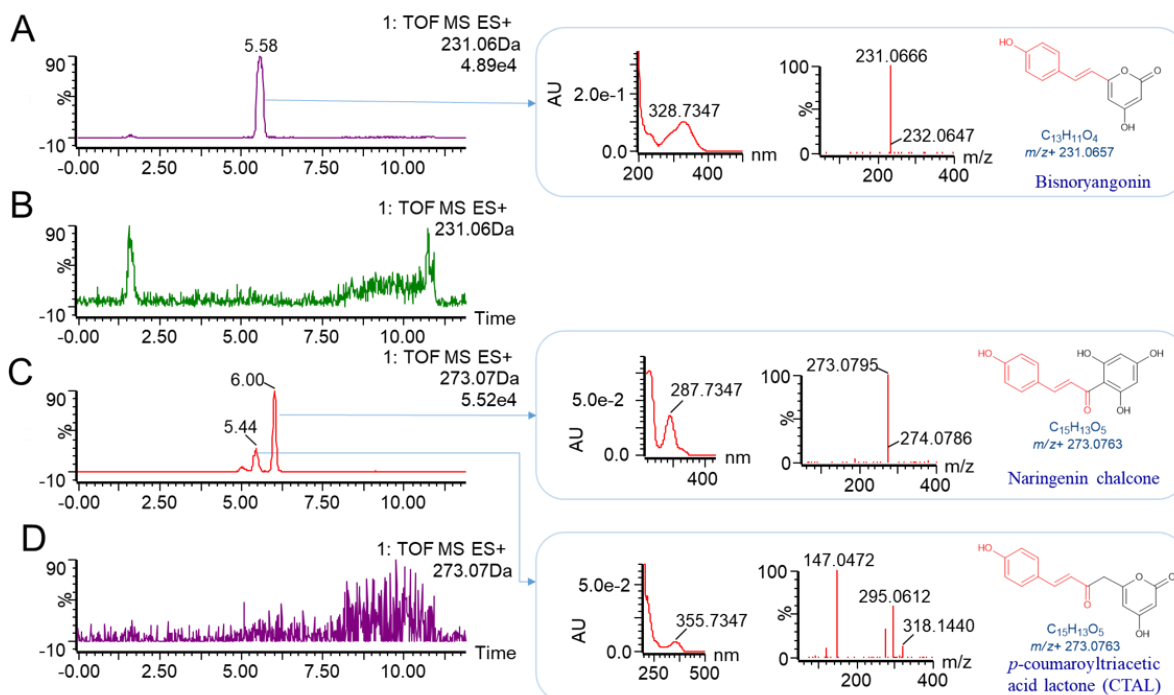 A
1: TOF MS ES+
231.06Da
4.89e4
5.58
90
%
-10
-0.00 2.50 5.00 7.50 10.00
AU
2.0e-1
0.0
328.7347
200 400 nm
100
%
0
231.0666
232.0647
200 400 m/z
HO
O
O
OH
C13H11O4
m/z+ 231.0657
Bisnoryangonin
B
1: TOF MS ES+
231.06Da
90
%
-10
-0.00 2.50 5.00 7.50 10.00 Time
C
1: TOF MS ES+
273.07Da
5.52e4
6.00
5.44
90
%
-10
-0.00 2.50 5.00 7.50 10.00
AU
5.0e-2
0.0
287.7347
400 nm
100
%
0
273.0795
274.0786
200 400 m/z
HO
HO
OH
O
OH
C15H13O5
m/z+ 273.0763
Naringenin chalcone
D
1: TOF MS ES+
273.07Da
90
%
-10
-0.00 2.50 5.00 7.50 10.00 Time
AU
5.0e-2
0.0
355.7347
250 500 nm
100
%
0
147.0472
295.0612
318.1440
200 400 m/z
HO
O
O
O
OH
C15H13O5
m/z+ 273.0763
p-coumaroyltriacetic
acid lactone (CTAL)